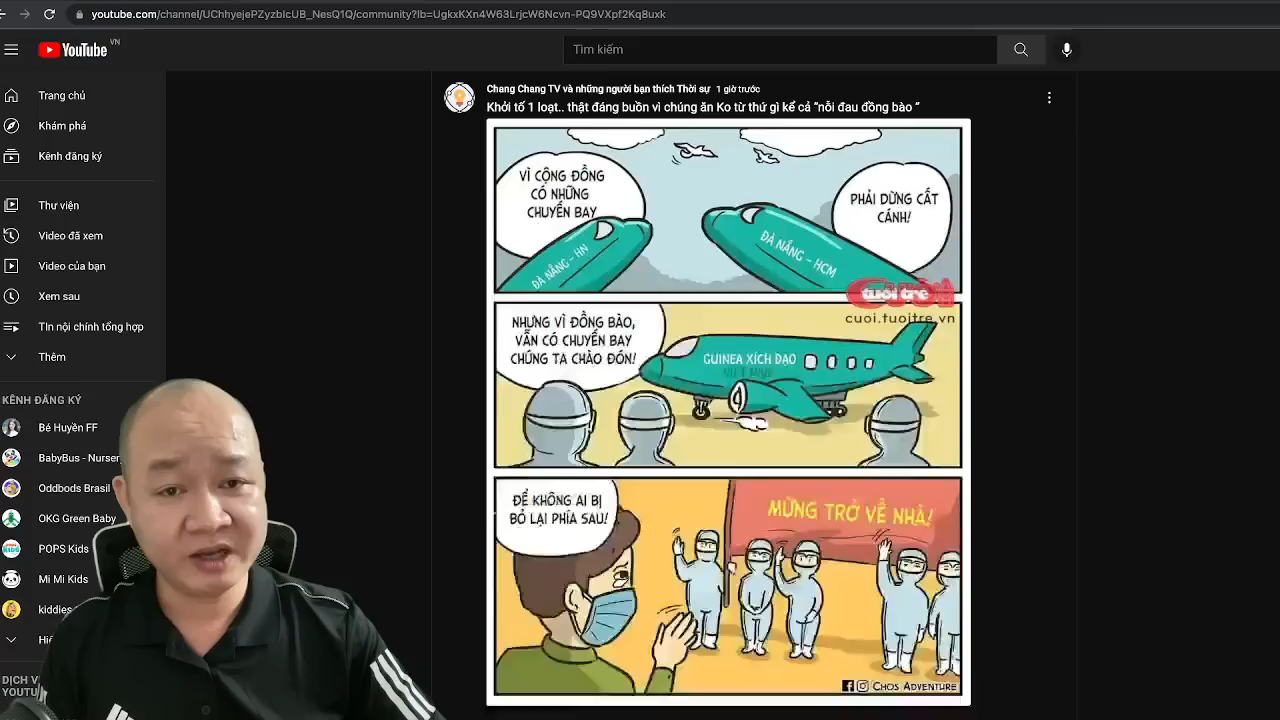 youtube.com/channel/UChhyejePZyzbIcUB_NesQ1Q/community?lb=UgkxKXn4W63LrjcW6Ncvn-PQ9VXpf2Kq8uxk
YouTube VN
Tìm kiếm
Trang chủ
Khám phá
Kênh đăng ký
Thư viện
Video đã xem
Video của bạn
Xem sau
TIn nội chính tổng hợp
Thêm
KÊNH ĐĂNG KÝ
Bé Huyền FF
BabyBus - Nurser
Oddbods Brasil
OKG Green Baby
POPS Kids
Mi Mi Kids
kiddies
Hi
DỊCH V
YOUTU
Chang Chang TV và những người bạn thích Thời sự 1 giờ trước
Khởi tố 1 loạt.. thật đáng buồn vì chúng ăn Ko từ thứ gì kể cả “nỗi đau đồng bào “
VÌ CỘNG ĐỒNG
CÓ NHỮNG
CHUYẾN BAY
PHẢI DỪNG CẤT
CÁNH!
ĐÀ NẴNG - HN
ĐÀ NẴNG - HCM
tuổi trẻ
cuoi.tuoitre.vn
NHƯNG VÌ ĐỒNG BÀO,
VẪN CÓ CHUYẾN BAY
CHÚNG TA CHÀO ĐÓN!
GUINEA XÍCH ĐẠO
ĐỂ KHÔNG AI BỊ
BỎ LẠI PHÍA SAU!
MỪNG TRỞ VỀ NHÀ!
CHOS ADVENTURE